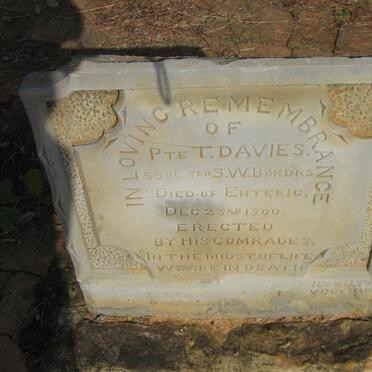 IN LOVING REMEMBRANCE
OF
PTE T. DAVIES.
5506 3RD S.W. BORDRS
DIED OF ENTERIC,
DEC 23RD 1900.
ERECTED
BY HIS COMRADES.
"IN THE MIDST OF LIFE
WE ARE IN DEATH"